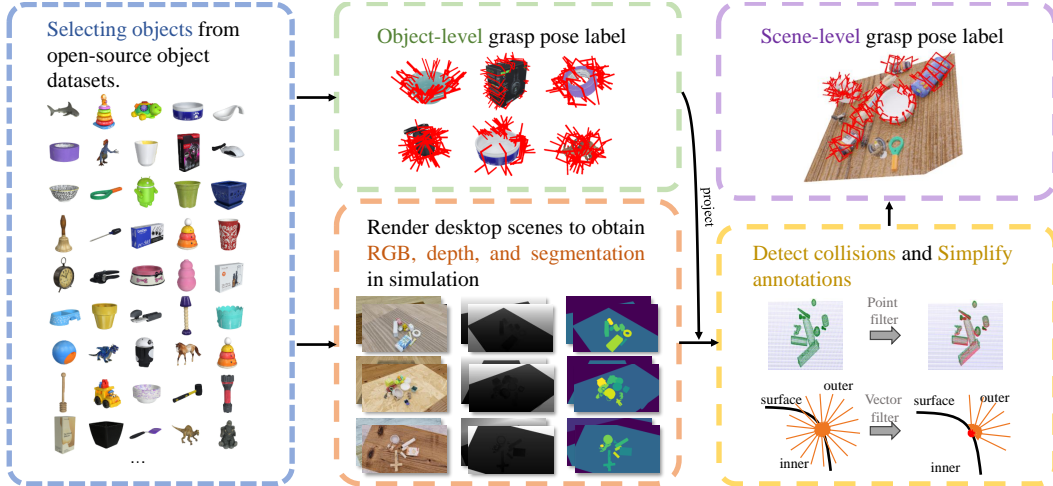 Selecting objects from
open-source object
datasets.
...
Object-level grasp pose label
Render desktop scenes to obtain
RGB, depth, and segmentation
in simulation
project
Scene-level grasp pose label
Detect collisions and Simplify
annotations
Point
filter
surface
outer
inner
Vector
filter
surface
outer
inner